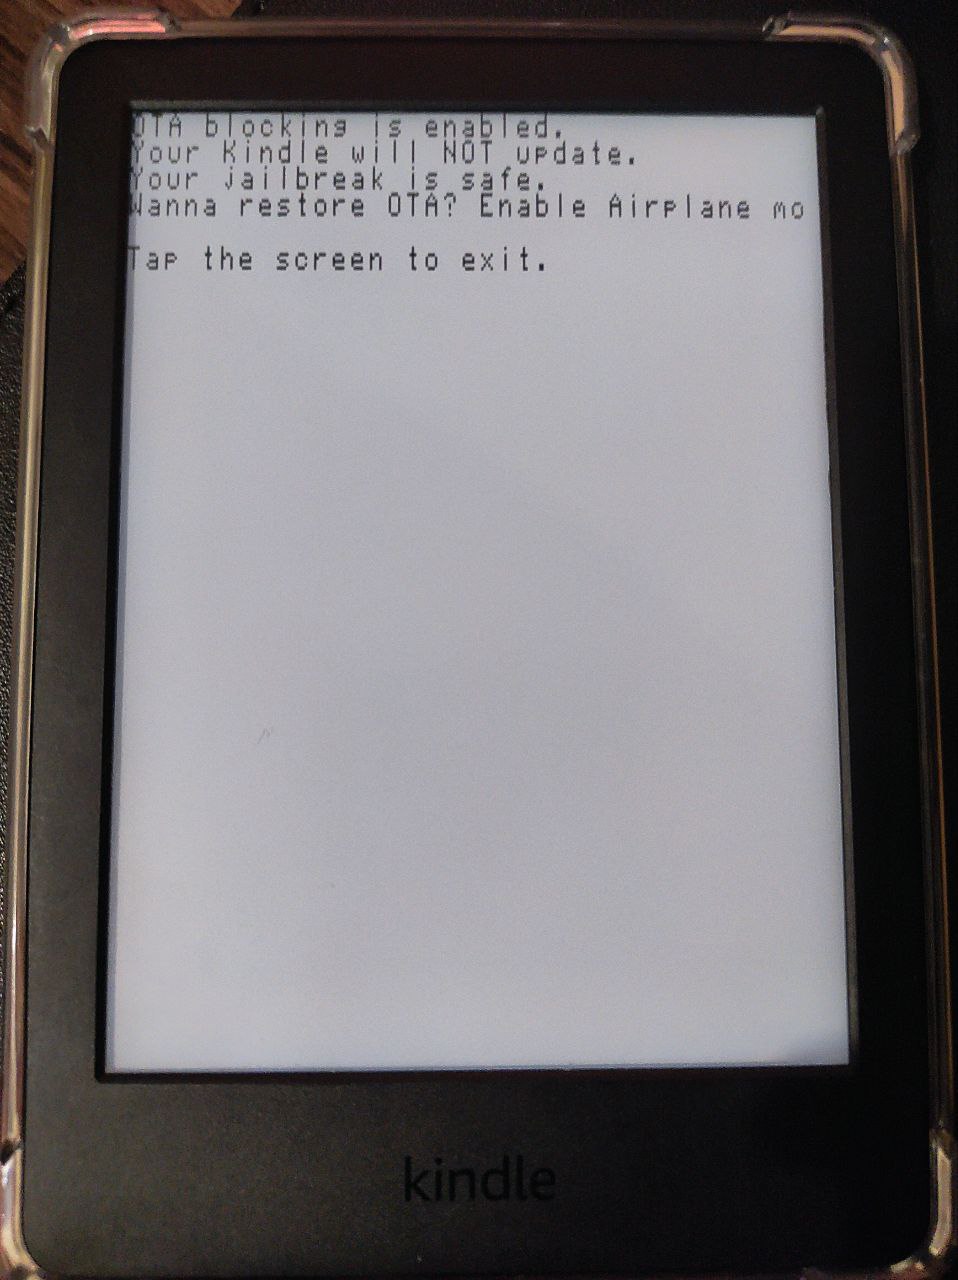 OTA blocking is enabled.
Your Kindle will NOT update.
Your jailbreak is safe.
Wanna restore OTA? Enable Airplane mo
Tap the screen to exit.
kindle